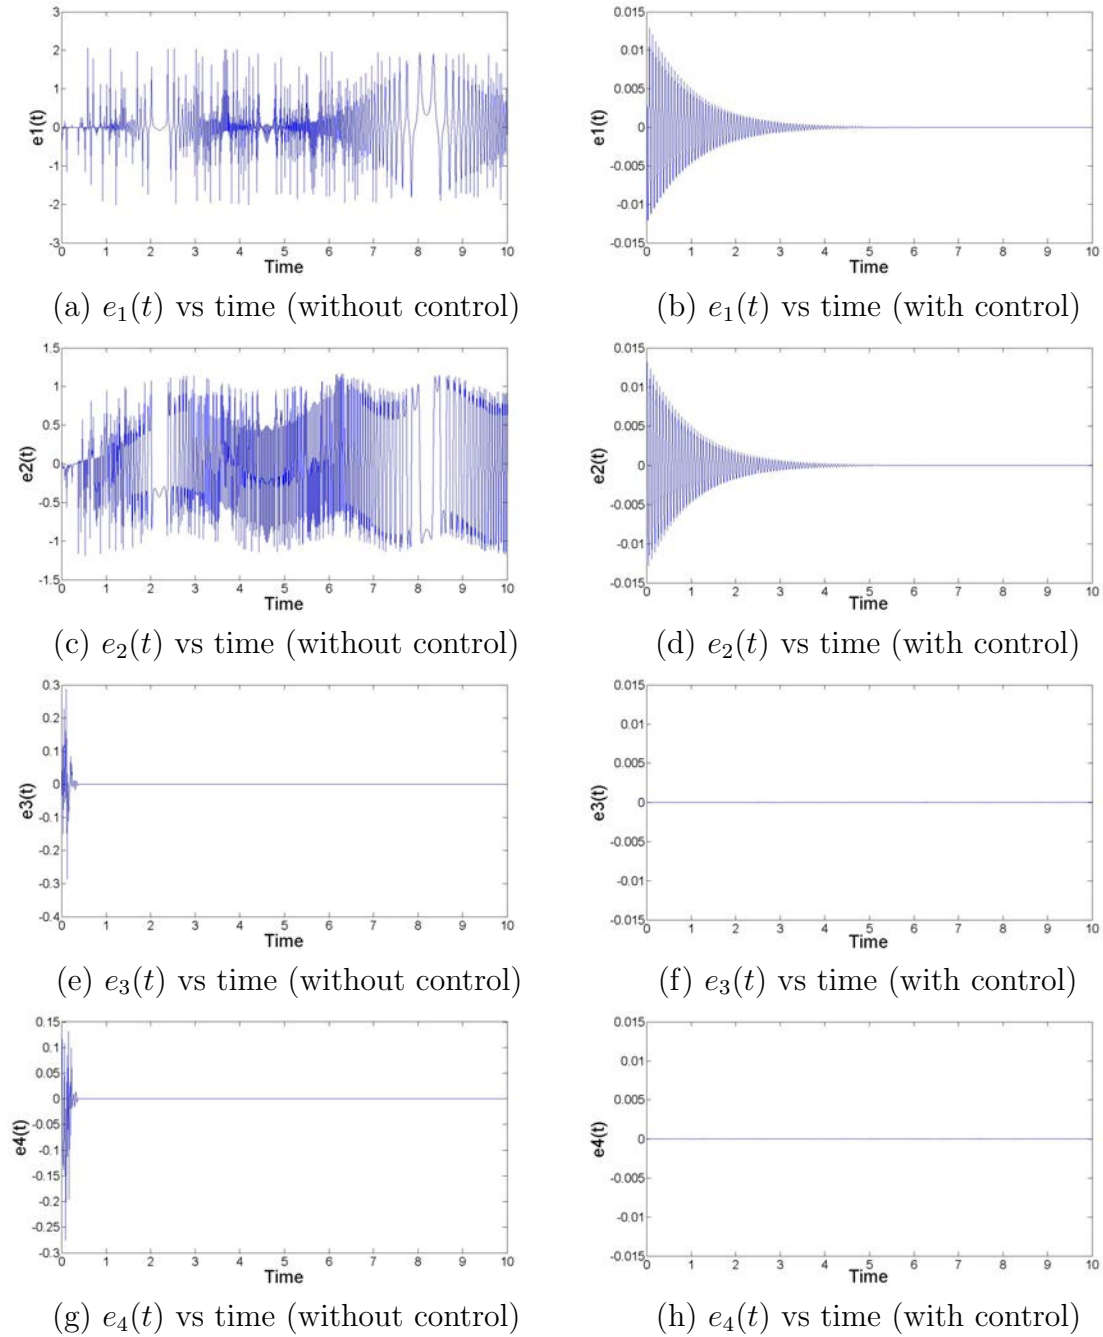 3
2
1
0
-1
-2
-3
e1(t)
0 1 2 3 4 5 6 7 8 9 10
Time
(a) e₁(t) vs time (without control)
0.015
0.01
0.005
0
-0.005
-0.01
-0.015
e1(t)
0 1 2 3 4 5 6 7 8 9 10
Time
(b) e₁(t) vs time (with control)
1.5
1
0.5
0
-0.5
-1
-1.5
e2(t)
0 1 2 3 4 5 6 7 8 9 10
Time
(c) e₂(t) vs time (without control)
0.015
0.01
0.005
0
-0.005
-0.01
-0.015
e2(t)
0 1 2 3 4 5 6 7 8 9 10
Time
(d) e₂(t) vs time (with control)
0.3
0.2
0.1
0
-0.1
-0.2
-0.3
-0.4
e3(t)
0 1 2 3 4 5 6 7 8 9 10
Time
(e) e₃(t) vs time (without control)
0.015
0.01
0.005
0
-0.005
-0.01
-0.015
e3(t)
0 1 2 3 4 5 6 7 8 9 10
Time
(f) e₃(t) vs time (with control)
0.15
0.1
0.05
0
-0.05
-0.1
-0.15
-0.2
-0.25
-0.3
e4(t)
0 1 2 3 4 5 6 7 8 9 10
Time
(g) e₄(t) vs time (without control)
0.015
0.01
0.005
0
-0.005
-0.01
-0.015
e4(t)
0 1 2 3 4 5 6 7 8 9 10
Time
(h) e₄(t) vs time (with control)